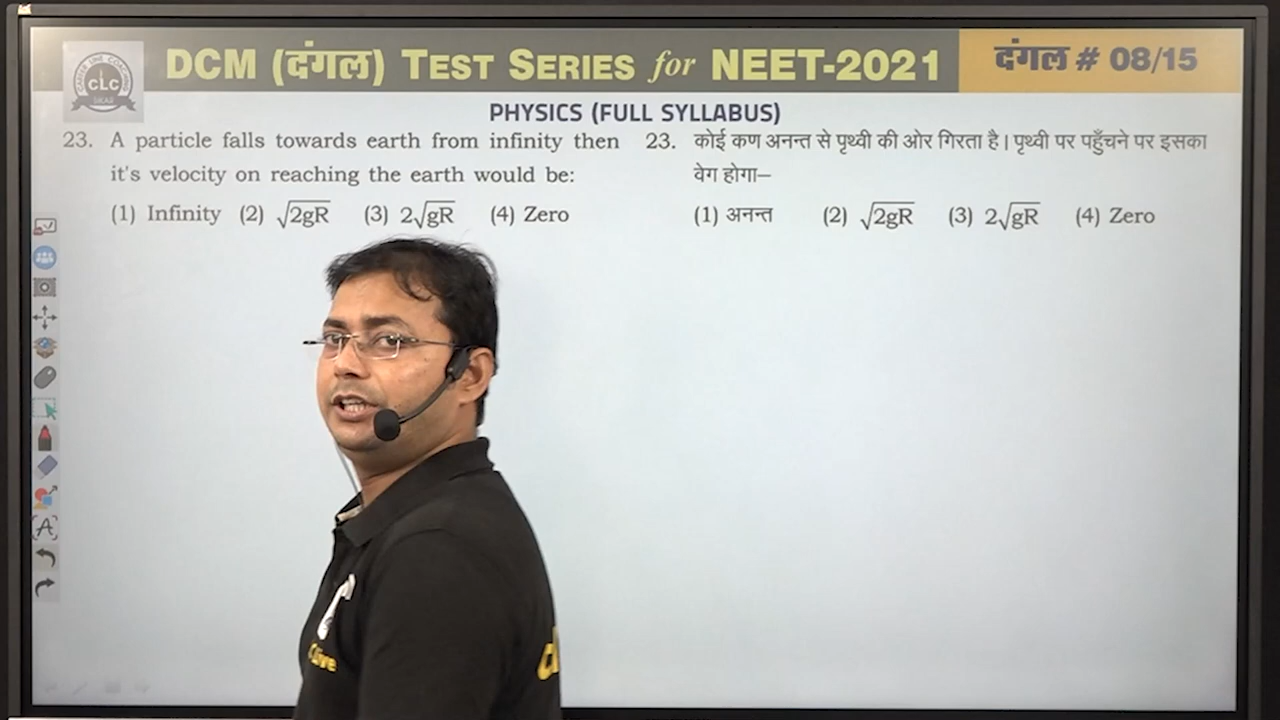 DCM (दंगल) TEST SERIES for NEET-2021
दंगल # 08/15
CLC
PHYSICS (FULL SYLLABUS)
23. A particle falls towards earth from infinity then
it's velocity on reaching the earth would be:
(1) Infinity (2) √2gR (3) 2√gR (4) Zero
23. कोई कण अनन्त से पृथ्वी की ओर गिरता है। पृथ्वी पर पहुँचने पर इसका
वेग होगा–
(1) अनन्त (2) √2gR (3) 2√gR (4) Zero